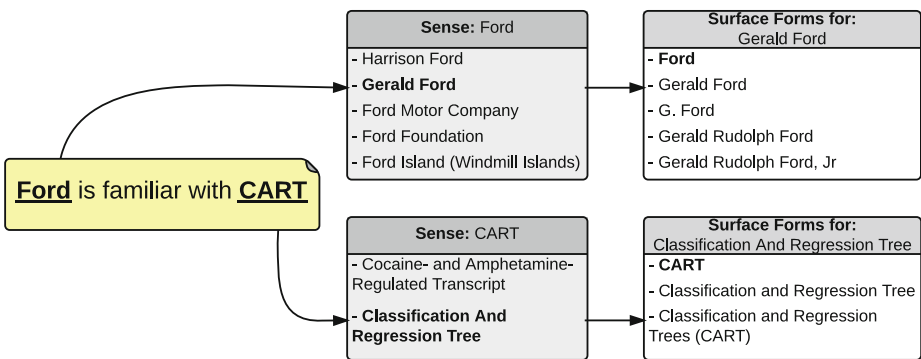 Ford is familiar with CART
Sense: Ford
- Harrison Ford
- Gerald Ford
- Ford Motor Company
- Ford Foundation
- Ford Island (Windmill Islands)
Surface Forms for:
Gerald Ford
- Ford
- Gerald Ford
- G. Ford
- Gerald Rudolph Ford
- Gerald Rudolph Ford, Jr
Sense: CART
- Cocaine- and Amphetamine-
Regulated Transcript
- Classification And
Regression Tree
Surface Forms for:
Classification And Regression Tree
- CART
- Classification and Regression Tree
- Classification and Regression
Trees (CART)